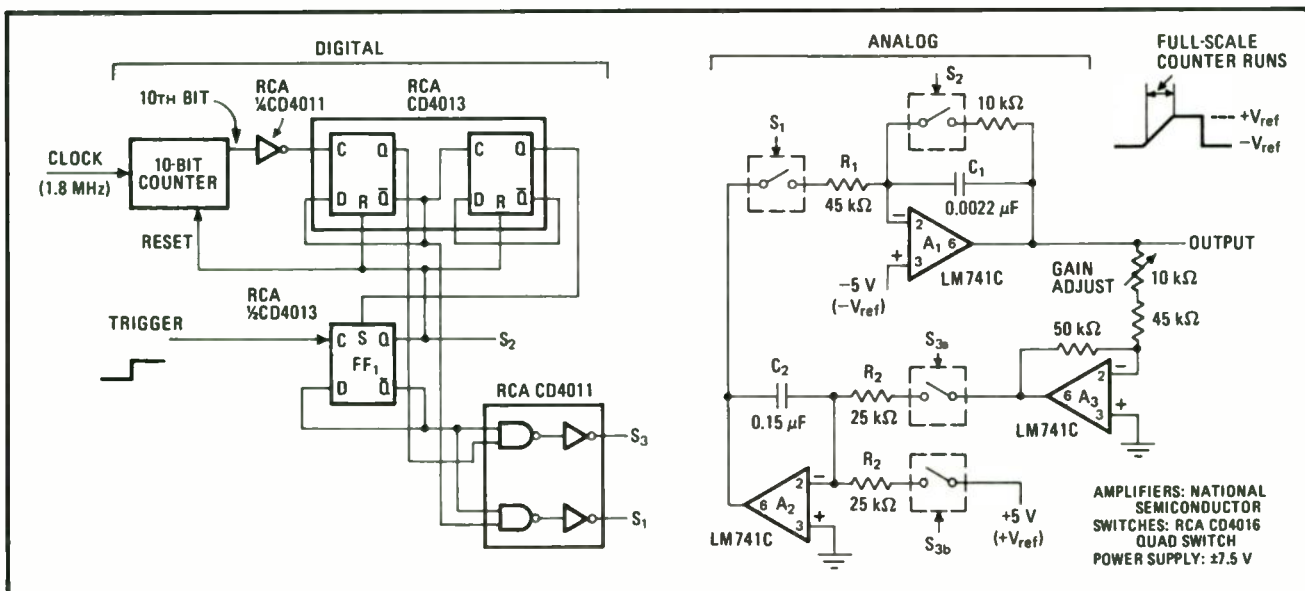 DIGITAL
10TH BIT
RCA
¼CD4011
RCA
CD4013
CLOCK
(1.8 MHz)
10-BIT
COUNTER
C Q
D R Q̄
C Q
D R Q̄
RESET
RCA
½CD4013
TRIGGER
C S Q
FF₁
D Q̄
S₂
RCA CD4011
S₃
S₁
ANALOG
FULL-SCALE
COUNTER RUNS
+Vref
−Vref
S₂
10 kΩ
S₁
R₁
45 kΩ
C₁
0.0022 μF
− 2
A₁ 6
+ 3
LM741C
−5 V
(−Vref)
OUTPUT
GAIN
ADJUST
10 kΩ
45 kΩ
50 kΩ
S₃ₐ
C₂
0.15 μF
R₂
25 kΩ
2 −
6 A₃
3 +
LM741C
R₂
25 kΩ
2 −
6 A₂
3 +
LM741C
S₃b
+5 V
(+Vref)
AMPLIFIERS: NATIONAL
SEMICONDUCTOR
SWITCHES: RCA CD4016
QUAD SWITCH
POWER SUPPLY: ±7.5 V